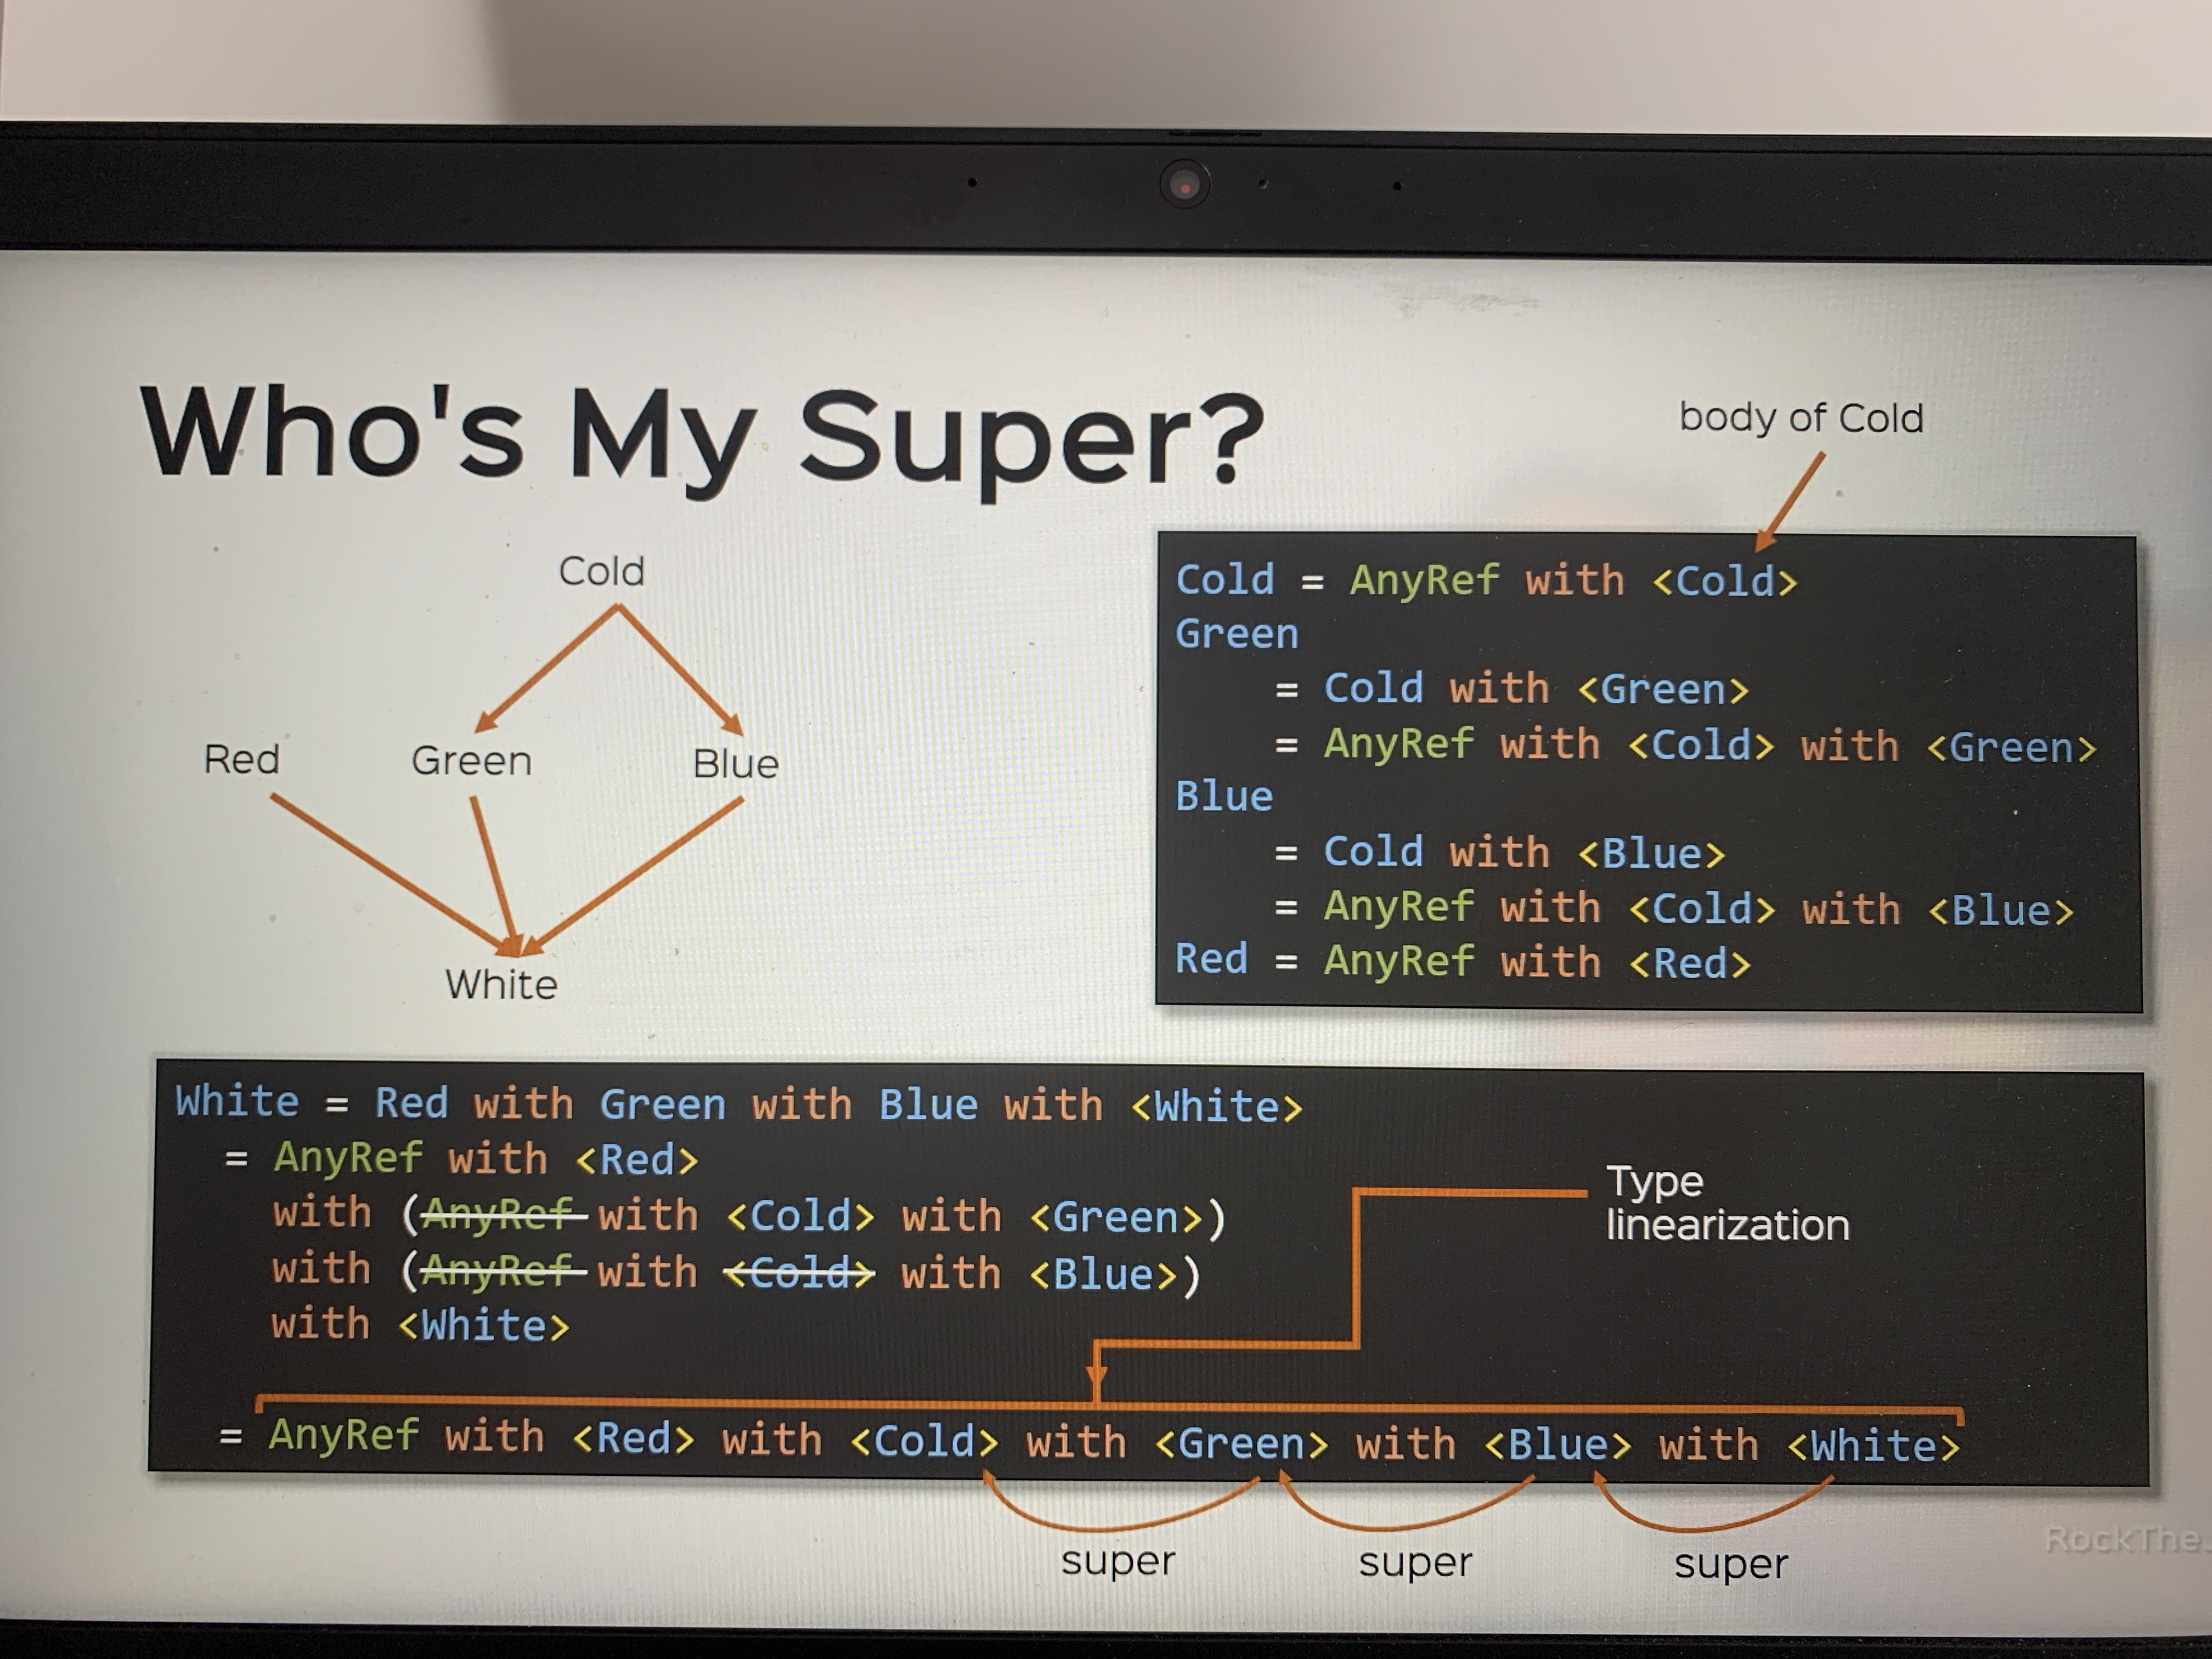 Who's My Super?
body of Cold
Cold
Red Green Blue
White
Cold = AnyRef with <Cold>
Green
= Cold with <Green>
= AnyRef with <Cold> with <Green>
Blue
= Cold with <Blue>
= AnyRef with <Cold> with <Blue>
Red = AnyRef with <Red>
White = Red with Green with Blue with <White>
= AnyRef with <Red>
with (AnyRef with <Cold> with <Green>)
with (AnyRef with <Cold> with <Blue>)
with <White>
Type
linearization
= AnyRef with <Red> with <Cold> with <Green> with <Blue> with <White>
super super super
RockThe